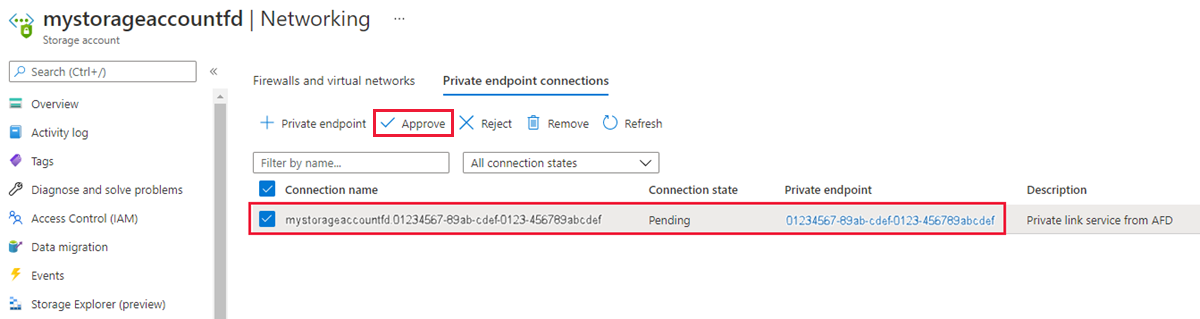 mystorageaccountfd | Networking ...
Storage account
Search (Ctrl+/)
«
Overview
Activity log
Tags
Diagnose and solve problems
Access Control (IAM)
Data migration
Events
Storage Explorer (preview)
Firewalls and virtual networks Private endpoint connections
Private endpoint Approve Reject Remove Refresh
Filter by name... All connection states
Connection name Connection state Private endpoint Description
mystorageaccountfd.01234567-89ab-cdef-0123-456789abcdef Pending 01234567-89ab-cdef-0123-456789abcdef Private link service from AFD